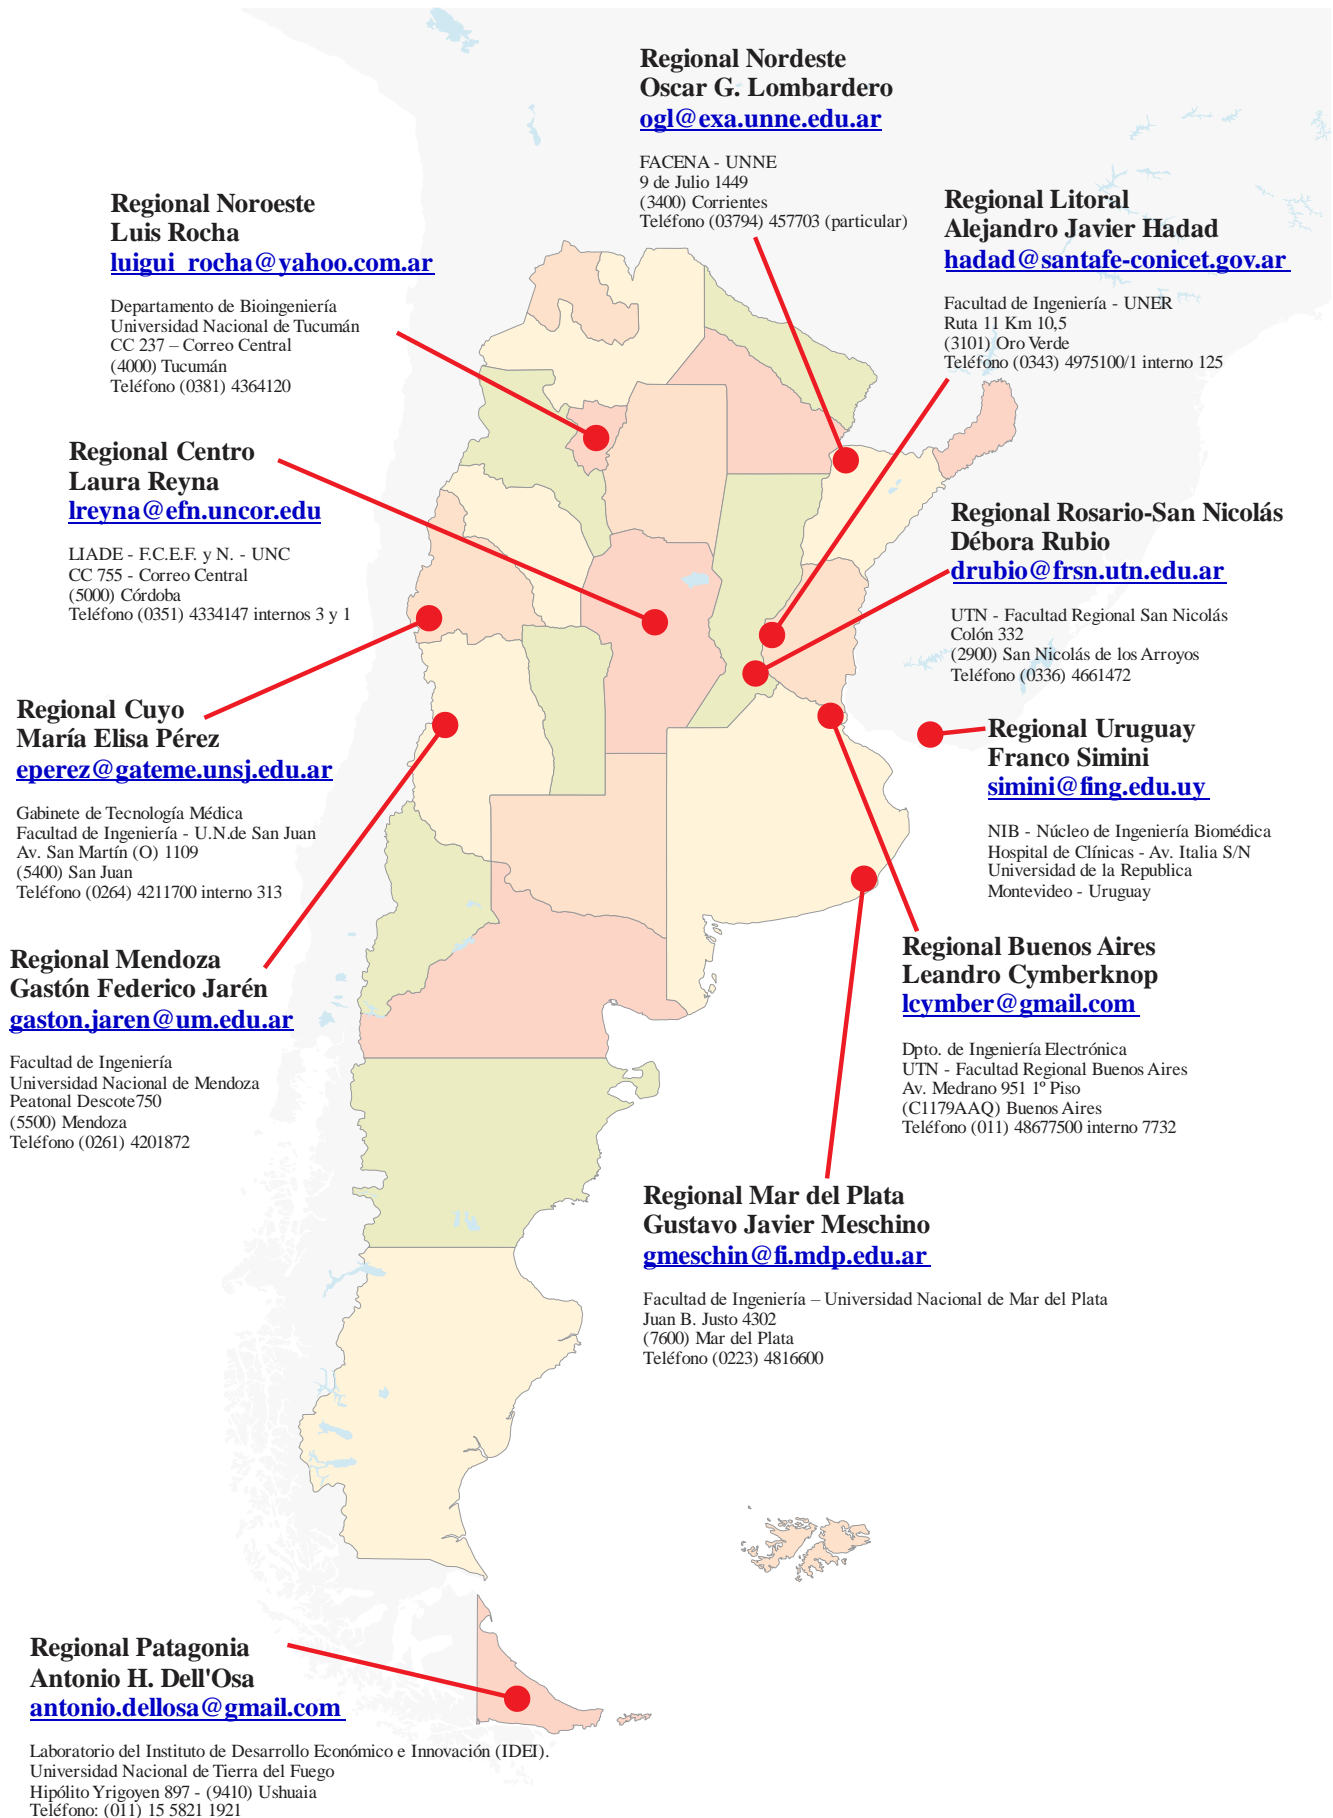 Regional Nordeste
Oscar G. Lombardero
ogl@exa.unne.edu.ar
FACENA - UNNE
9 de Julio 1449
(3400) Corrientes
Teléfono (03794) 457703 (particular)
Regional Noroeste
Luis Rocha
luigui_rocha@yahoo.com.ar
Departamento de Bioingeniería
Universidad Nacional de Tucumán
CC 237 – Correo Central
(4000) Tucumán
Teléfono (0381) 4364120
Regional Litoral
Alejandro Javier Hadad
hadad@santafe-conicet.gov.ar
Facultad de Ingeniería - UNER
Ruta 11 Km 10,5
(3101) Oro Verde
Teléfono (0343) 4975100/1 interno 125
Regional Centro
Laura Reyna
lreyna@efn.uncor.edu
LIADE - F.C.E.F. y N. - UNC
CC 755 - Correo Central
(5000) Córdoba
Teléfono (0351) 4334147 internos 3 y 1
Regional Rosario-San Nicolás
Débora Rubio
drubio@frsn.utn.edu.ar
UTN - Facultad Regional San Nicolás
Colón 332
(2900) San Nicolás de los Arroyos
Teléfono (0336) 4661472
Regional Cuyo
María Elisa Pérez
eperez@gateme.unsj.edu.ar
Gabinete de Tecnología Médica
Facultad de Ingeniería - U.N.de San Juan
Av. San Martín (O) 1109
(5400) San Juan
Teléfono (0264) 4211700 interno 313
Regional Uruguay
Franco Simini
simini@fing.edu.uy
NIB - Núcleo de Ingeniería Biomédica
Hospital de Clínicas - Av. Italia S/N
Universidad de la Republica
Montevideo - Uruguay
Regional Mendoza
Gastón Federico Jarén
gaston.jaren@um.edu.ar
Facultad de Ingeniería
Universidad Nacional de Mendoza
Peatonal Descote750
(5500) Mendoza
Teléfono (0261) 4201872
Regional Buenos Aires
Leandro Cymberknop
lcymber@gmail.com
Dpto. de Ingeniería Electrónica
UTN - Facultad Regional Buenos Aires
Av. Medrano 951 1º Piso
(C1179AAQ) Buenos Aires
Teléfono (011) 48677500 interno 7732
Regional Mar del Plata
Gustavo Javier Meschino
gmeschin@fi.mdp.edu.ar
Facultad de Ingeniería – Universidad Nacional de Mar del Plata
Juan B. Justo 4302
(7600) Mar del Plata
Teléfono (0223) 4816600
Regional Patagonia
Antonio H. Dell'Osa
antonio.dellosa@gmail.com
Laboratorio del Instituto de Desarrollo Económico e Innovación (IDEI).
Universidad Nacional de Tierra del Fuego
Hipólito Yrigoyen 897 - (9410) Ushuaia
Teléfono: (011) 15 5821 1921